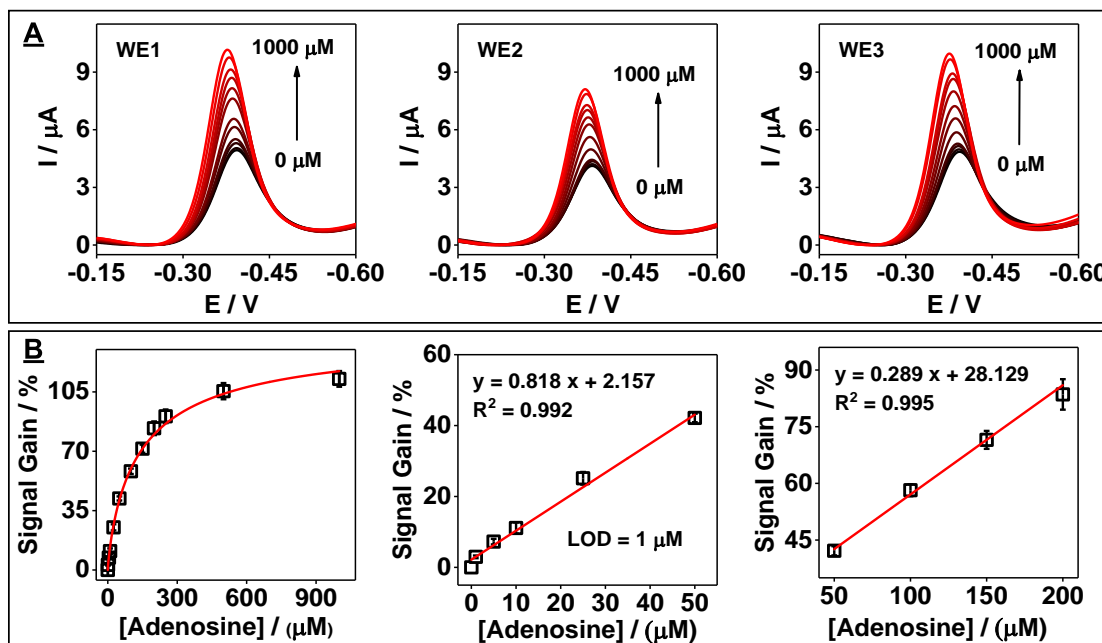 A
WE1
1000 μM
0 μM
I / μA
9
6
3
0
-0.15 -0.30 -0.45 -0.60
E / V
WE2
1000 μM
0 μM
I / μA
9
6
3
0
-0.15 -0.30 -0.45 -0.60
E / V
WE3
1000 μM
0 μM
I / μA
9
6
3
0
-0.15 -0.30 -0.45 -0.60
E / V
B
Signal Gain / %
105
70
35
0
0 300 600 900
[Adenosine] / (μM)
y = 0.818 x + 2.157
R² = 0.992
LOD = 1 μM
Signal Gain / %
60
40
20
0
0 10 20 30 40 50
[Adenosine] / (μM)
y = 0.289 x + 28.129
R² = 0.995
Signal Gain / %
90
75
60
45
50 100 150 200
[Adenosine] / (μM)